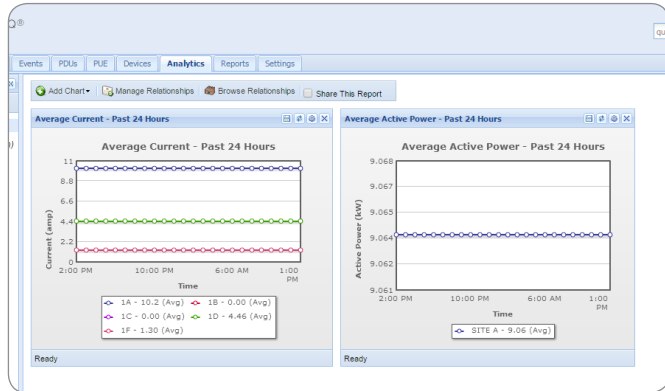 Q®
qu
Events PDUs PUE Devices Analytics Reports Settings
Add Chart Manage Relationships Browse Relationships Share This Report
Average Current - Past 24 Hours
Average Current - Past 24 Hours
11
8.8
6.6
4.4
2.2
0
Current (amp)
2:00 PM 10:00 PM 6:00 AM 1:00 PM
Time
1A - 10.2 (Avg) 1B - 0.00 (Avg)
1C - 0.00 (Avg) 1D - 4.46 (Avg)
1F - 1.30 (Avg)
Ready
Average Active Power - Past 24 Hours
Average Active Power - Past 24 Hours
9.068
9.067
9.065
9.064
9.062
9.061
Active Power (kW)
2:00 PM 10:00 PM 6:00 AM 1:00 PM
Time
SITE A - 9.06 (Avg)
Ready